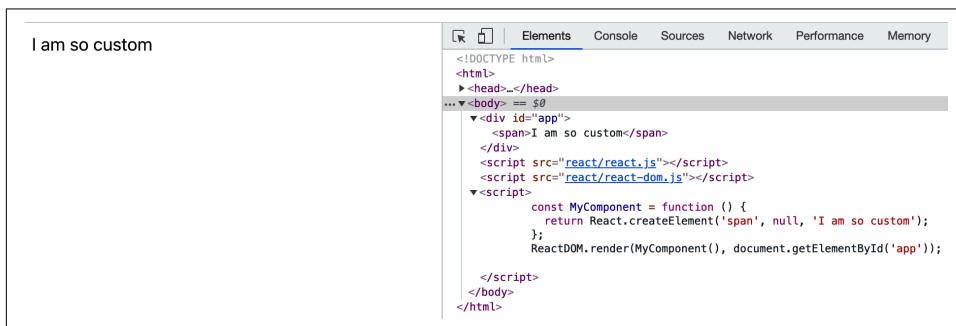 I am so custom
Elements Console Sources Network Performance Memory
<!DOCTYPE html>
<html>
▶<head>…</head>
… ▼<body> == $0
▼<div id="app">
<span>I am so custom</span>
</div>
<script src="react/react.js"></script>
<script src="react/react-dom.js"></script>
▼<script>
const MyComponent = function () {
return React.createElement('span', null, 'I am so custom');
};
ReactDOM.render(MyComponent(), document.getElementById('app'));
</script>
</body>
</html>